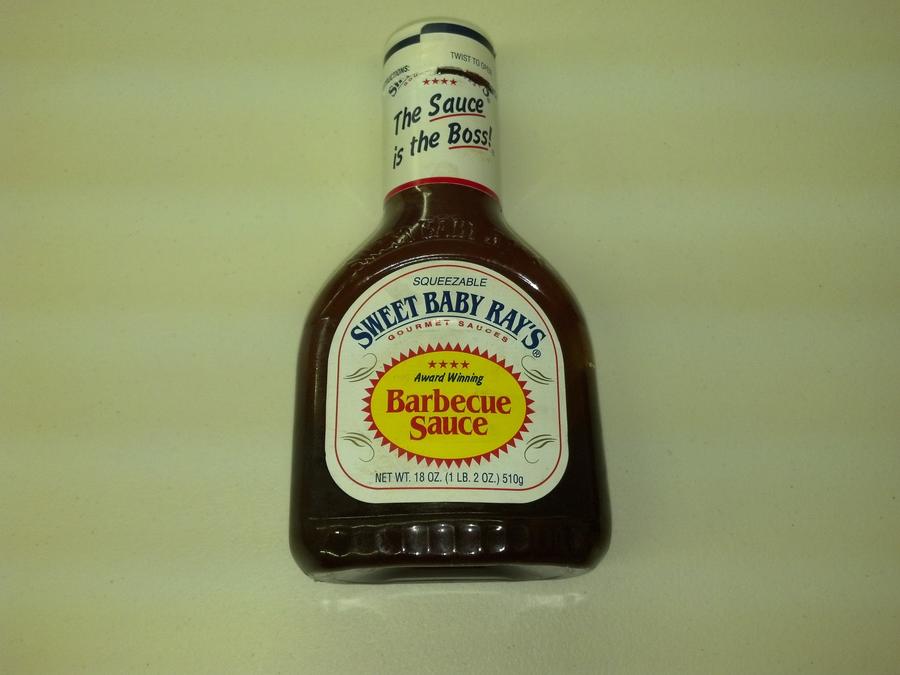 TWIST TO
The Sauce
is the Boss!
SQUEEZABLE
SWEET BABY RAY'S®
GOURMET SAUCES
Award Winning
Barbecue
Sauce
NET WT. 18 OZ. (1 LB. 2 OZ.) 510g